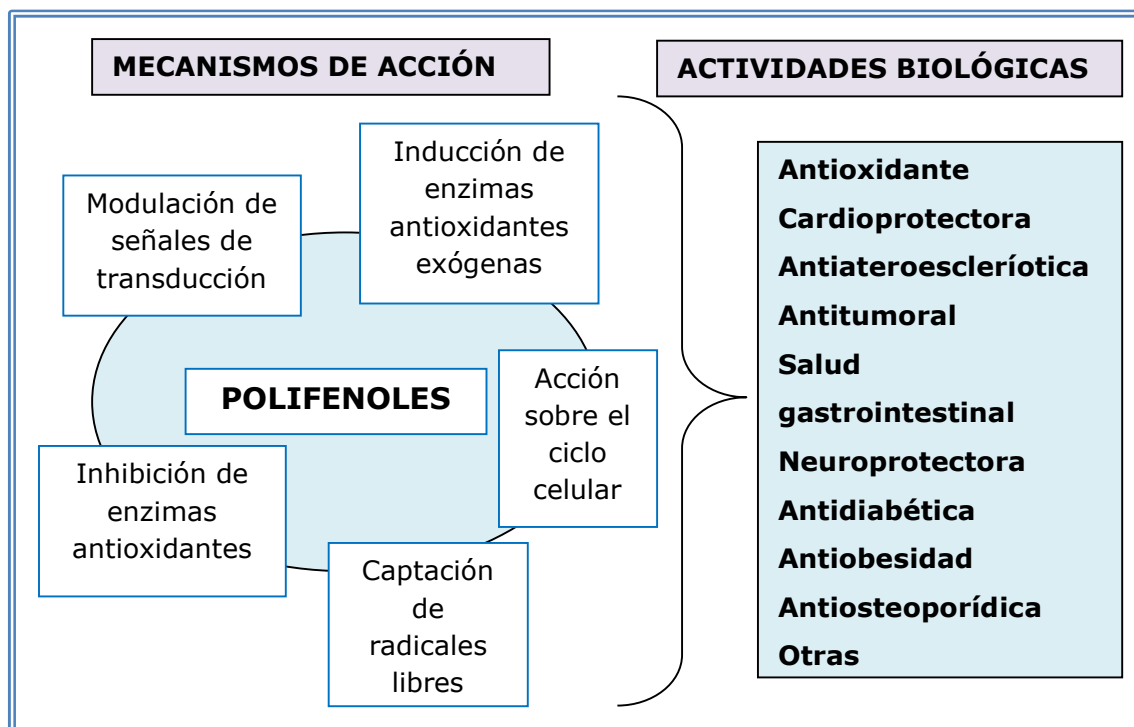 MECANISMOS DE ACCIÓN
ACTIVIDADES BIOLÓGICAS
Inducción de
enzimas
antioxidantes
exógenas
Modulación de
señales de
transducción
POLIFENOLES
Acción
sobre el
ciclo
celular
Inhibición de
enzimas
antioxidantes
Captación
de
radicales
libres
Antioxidante
Cardioprotectora
Antiateroescleríotica
Antitumoral
Salud
gastrointestinal
Neuroprotectora
Antidiabética
Antiobesidad
Antiosteoporídica
Otras